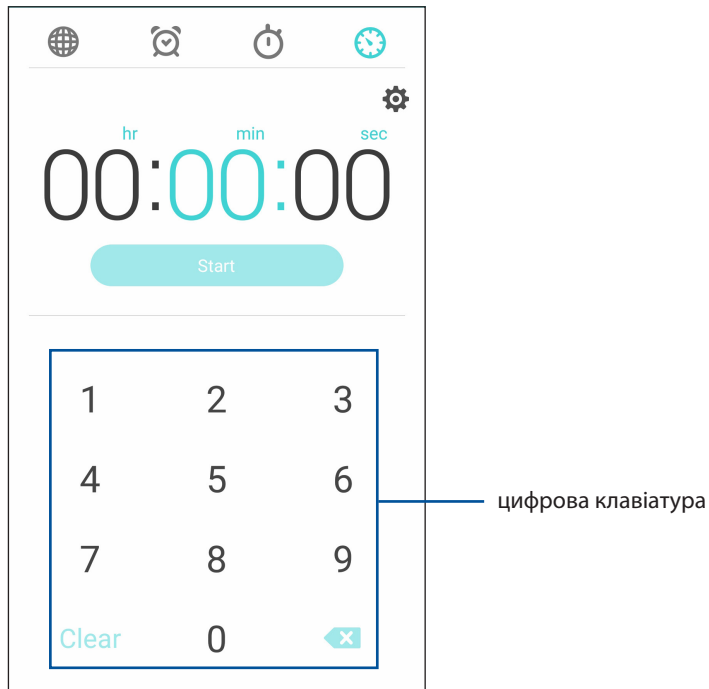 hr min sec
00:00:00
Start
1 2 3
4 5 6
цифрова клавіатура
7 8 9
Clear 0